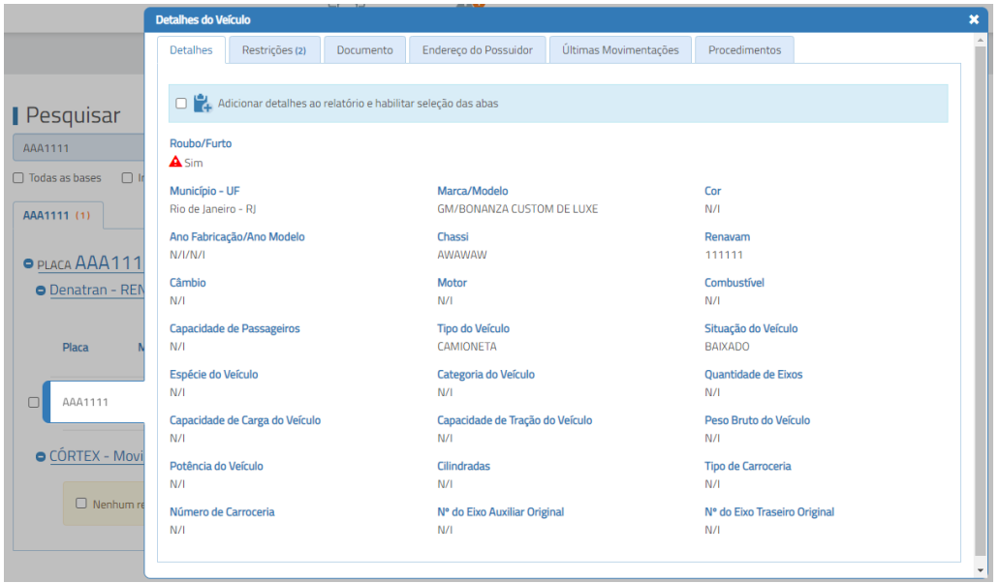 Detalhes do Veículo
Detalhes Restrições (2) Documento Endereço do Possuidor Últimas Movimentações Procedimentos
Adicionar detalhes ao relatório e habilitar seleção das abas
Pesquisar
AAA1111
Todas as bases
AAA1111 (1)
PLACA AAA111
Denatran - REN
Placa M
AAA1111
CÓRTEX - Movi
Nenhum re
Roubo/Furto
Sim
Município - UF Marca/Modelo Cor
Rio de Janeiro - RJ GM/BONANZA CUSTOM DE LUXE N/I
Ano Fabricação/Ano Modelo Chassi Renavam
N/I/N/I AWAWAW 111111
Câmbio Motor Combustível
N/I N/I N/I
Capacidade de Passageiros Tipo do Veículo Situação do Veículo
N/I CAMIONETA BAIXADO
Espécie do Veículo Categoria do Veículo Quantidade de Eixos
N/I N/I N/I
Capacidade de Carga do Veículo Capacidade de Tração do Veículo Peso Bruto do Veículo
N/I N/I N/I
Potência do Veículo Cilindradas Tipo de Carroceria
N/I N/I N/I
Número de Carroceria Nº do Eixo Auxiliar Original Nº do Eixo Traseiro Original
N/I N/I N/I